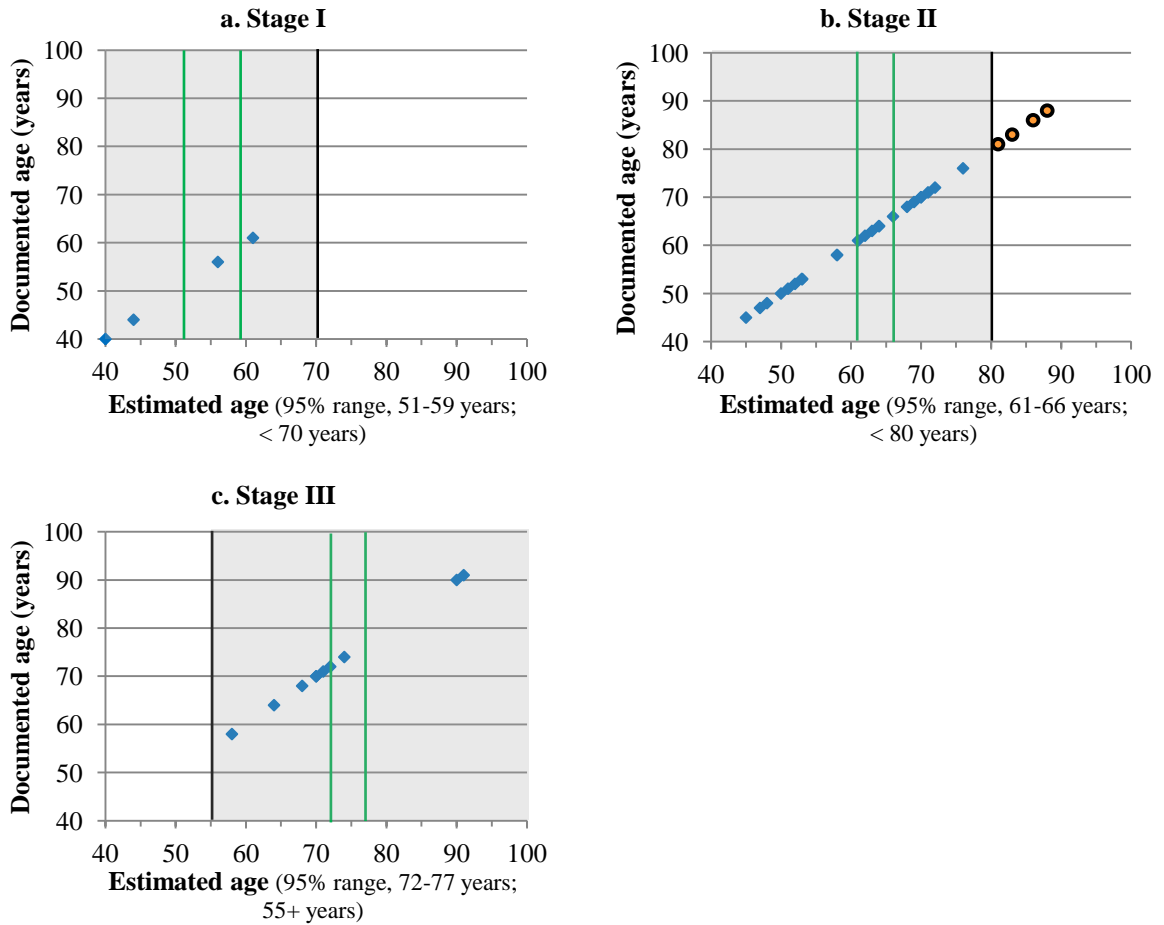 a. Stage I
Documented age (years)
100
90
80
70
60
50
40
40 50 60 70 80 90 100
Estimated age (95% range, 51-59 years;
< 70 years)
b. Stage II
Documented age (years)
100
90
80
70
60
50
40
40 50 60 70 80 90 100
Estimated age (95% range, 61-66 years;
< 80 years)
c. Stage III
Documented age (years)
100
90
80
70
60
50
40
40 50 60 70 80 90 100
Estimated age (95% range, 72-77 years;
55+ years)